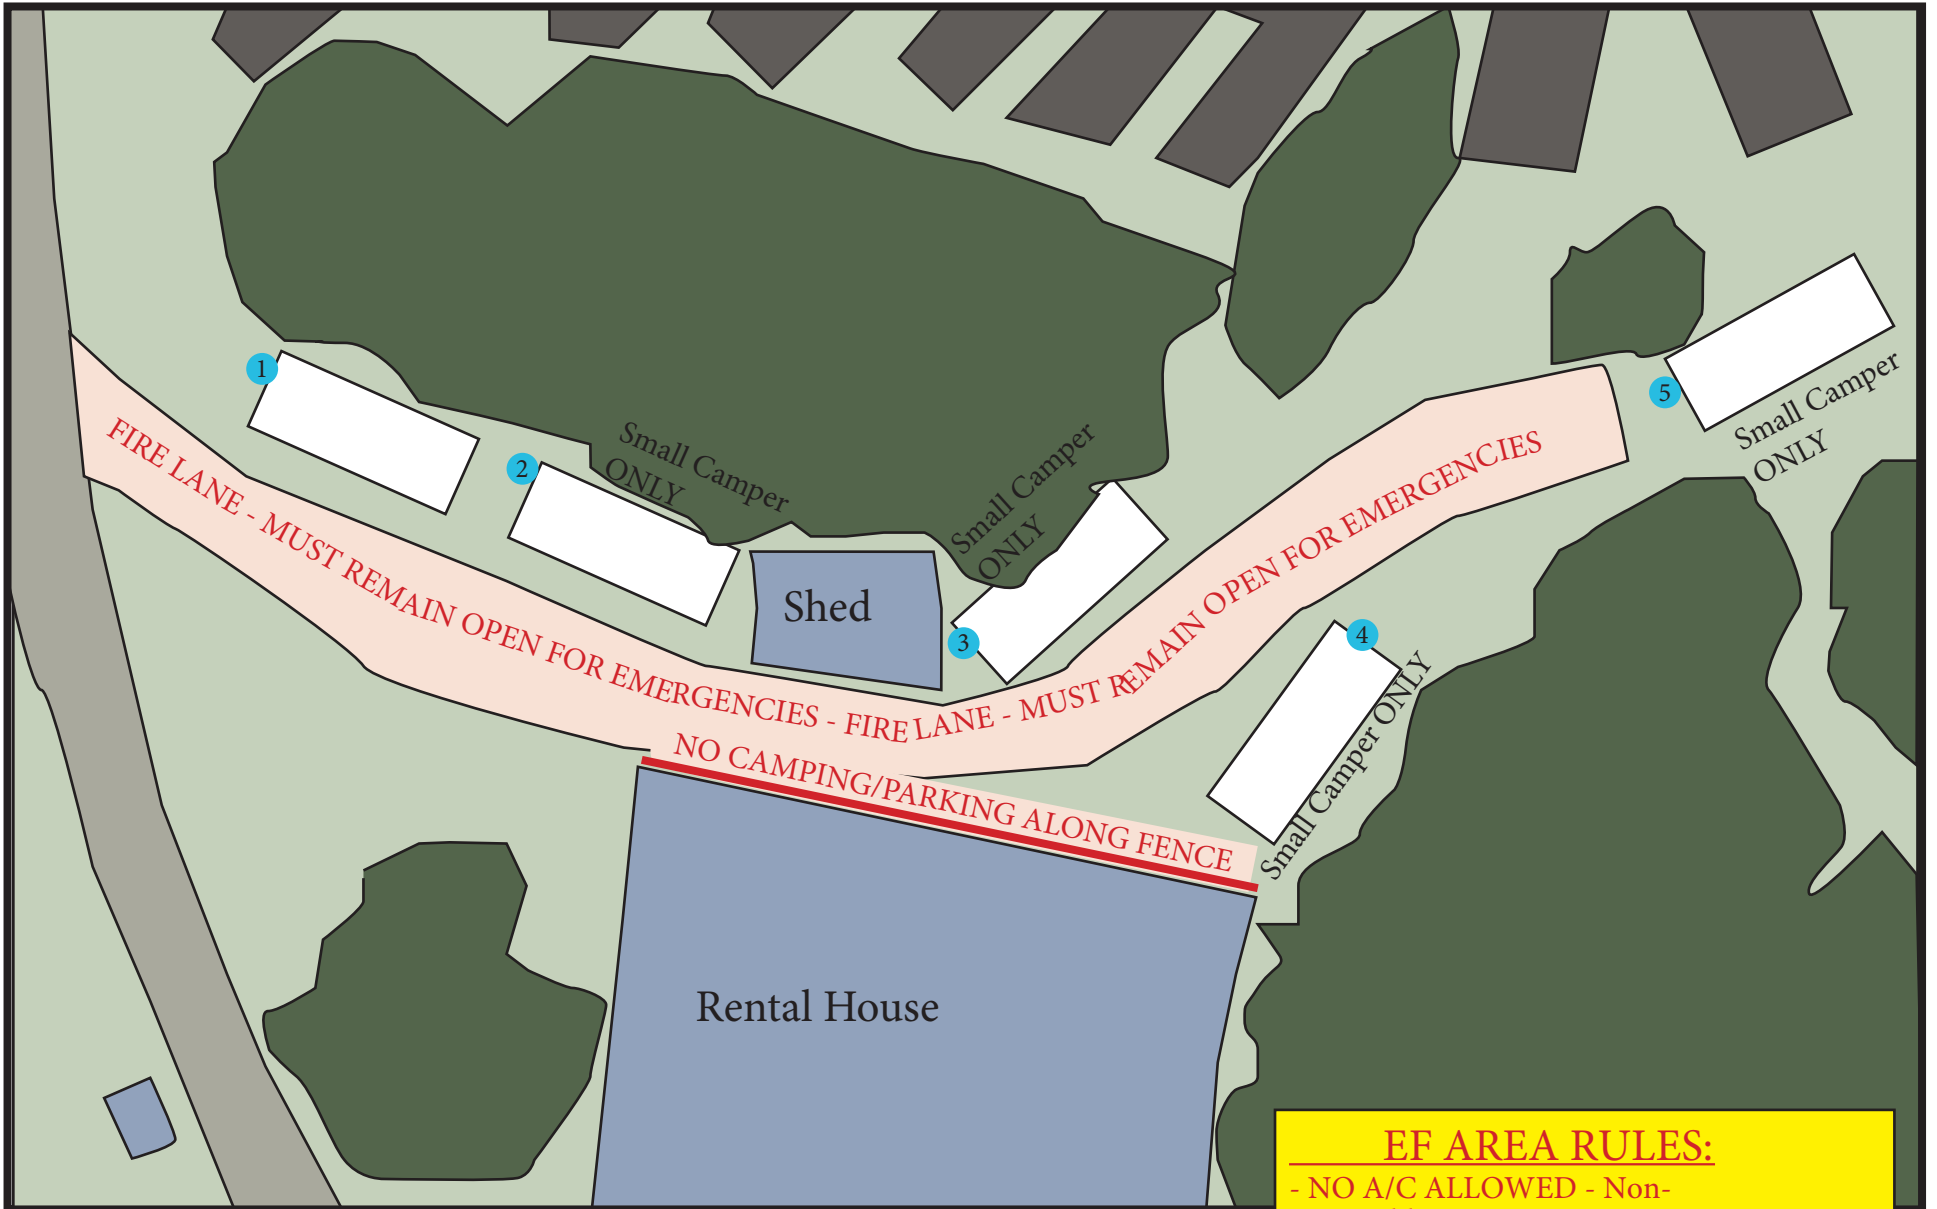 1
2
Small Camper
ONLY
Small Camper
ONLY
5
Small Camper
ONLY
FIRE LANE - MUST REMAIN OPEN FOR EMERGENCIES - FIRE LANE - MUST REMAIN OPEN FOR EMERGENCIES
Shed
3
4
Small Camper ONLY
NO CAMPING/PARKING ALONG FENCE
Rental House
EF AREA RULES:
- NO A/C ALLOWED - Non-